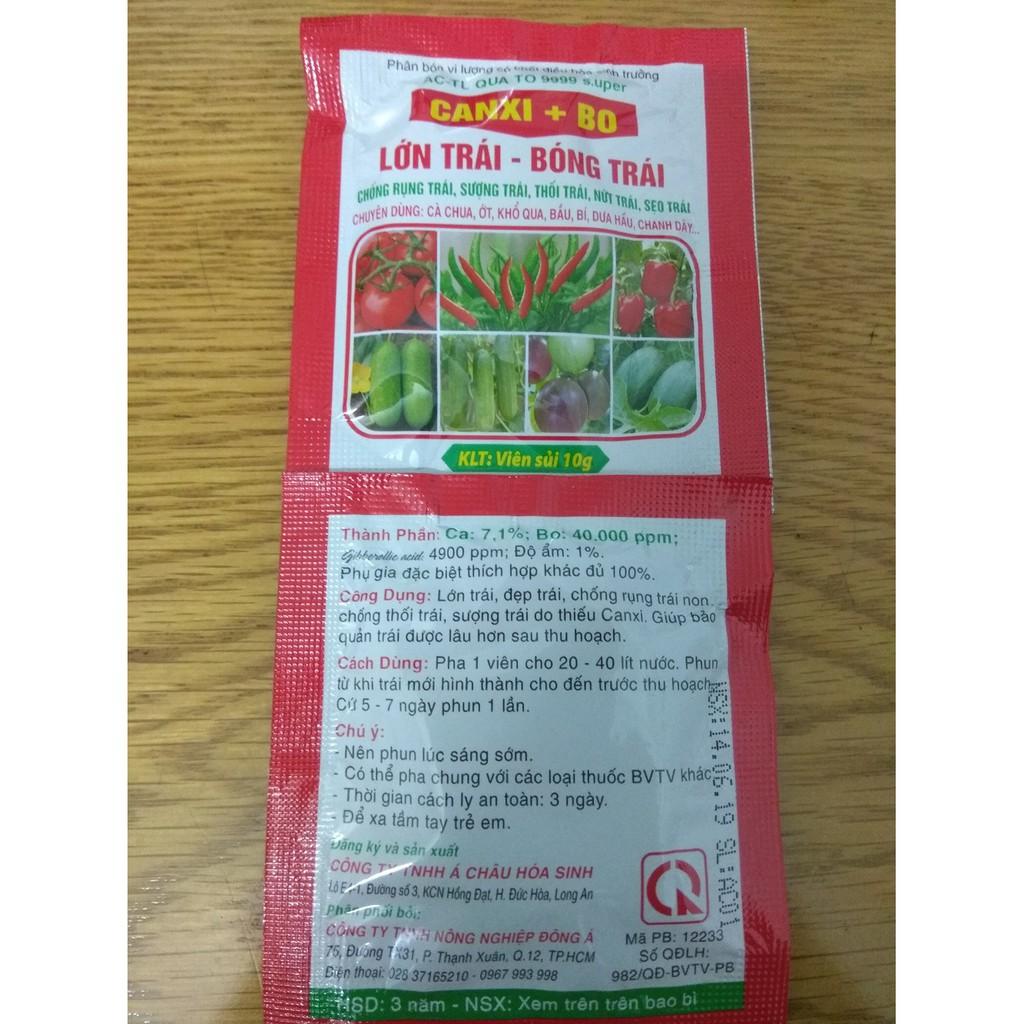 Phân bón vi lượng có chất điều hòa sinh trưởng
AC-TL QUA TO 9999 s.uper
CANXI + BO
LỚN TRÁI - BÓNG TRÁI
CHỐNG RỤNG TRÁI, SƯỢNG TRÁI, THỐI TRÁI, NỨT TRÁI, SẸO TRÁI
CHUYÊN DÙNG: CÀ CHUA, ỚT, KHỔ QUA, BẦU, BÍ, DƯA HẤU, CHANH DÂY...
KLT: Viên sủi 10g
Thành Phần: Ca: 7,1%; Bo: 40.000 ppm;
Gibberellic acid: 4900 ppm; Độ ẩm: 1%.
Phụ gia đặc biệt thích hợp khác đủ 100%.
Công Dụng: Lớn trái, đẹp trái, chống rụng trái non,
chống thối trái, sượng trái do thiếu Canxi. Giúp bảo
quản trái được lâu hơn sau thu hoạch.
Cách Dùng: Pha 1 viên cho 20 - 40 lít nước. Phun
từ khi trái mới hình thành cho đến trước thu hoạch.
Cứ 5 - 7 ngày phun 1 lần.
Chú ý:
- Nên phun lúc sáng sớm.
- Có thể pha chung với các loại thuốc BVTV khác
- Thời gian cách ly an toàn: 3 ngày.
- Để xa tầm tay trẻ em.
Đăng ký và sản xuất
CÔNG TY TNHH Á CHÂU HÓA SINH
Đường số 3, KCN Hồng Đạt, H. Đức Hòa, Long An
Phân phối bởi:
CÔNG TY TNHH NÔNG NGHIỆP ĐÔNG Á
76, Đường TX31, P. Thạnh Xuân, Q.12, TP.HCM
Điện thoại: 028 37165210 - 0967 993 998
Mã PB: 12233
Số QĐLH:
982/QĐ-BVTV-PB
NSX:14.06.19 SL:AC01
HSD: 3 năm - NSX: Xem trên trên bao bì